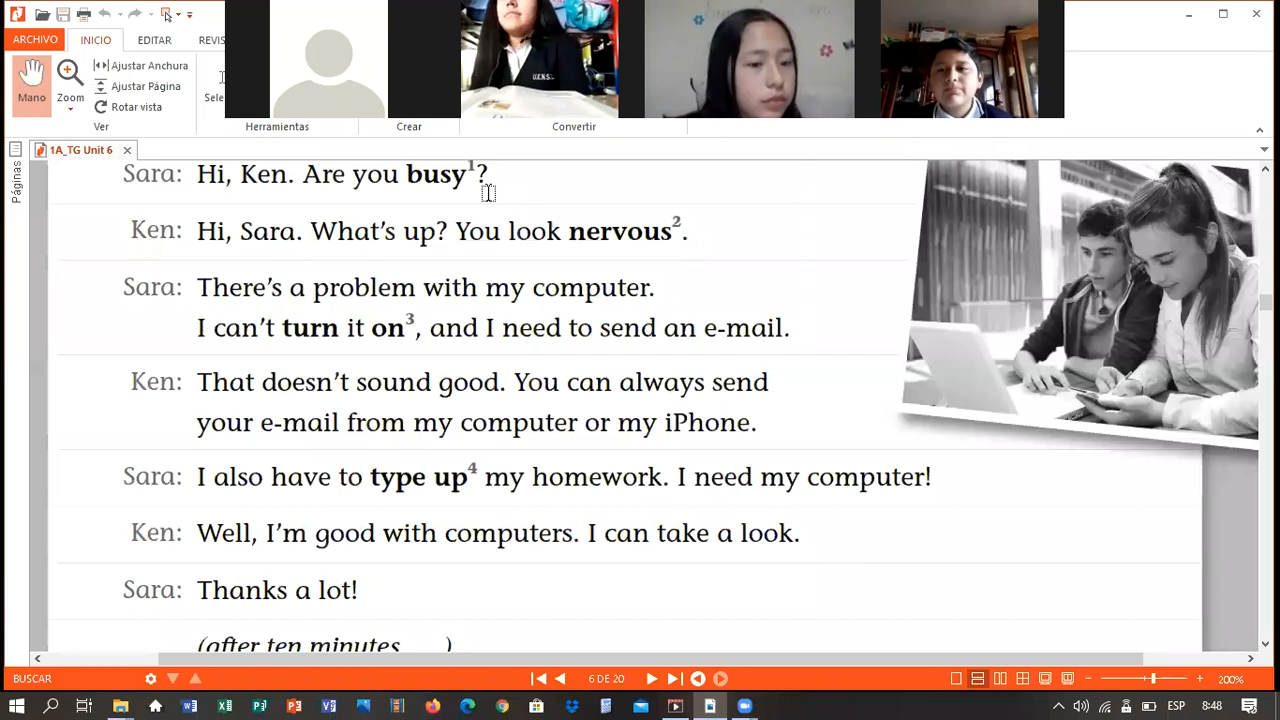 ARCHIVO INICIO EDITAR REVIS
Mano
Zoom
Ajustar Anchura
Ajustar Página
Rotar vista
Ver
Herramientas
Crear
Convertir
1A_TG Unit 6
Páginas
Sara: Hi, Ken. Are you busy¹?
Ken: Hi, Sara. What's up? You look nervous².
Sara: There's a problem with my computer.
I can't turn it on³, and I need to send an e-mail.
Ken: That doesn't sound good. You can always send
your e-mail from my computer or my iPhone.
Sara: I also have to type up⁴ my homework. I need my computer!
Ken: Well, I'm good with computers. I can take a look.
Sara: Thanks a lot!
(after ten minutes )
BUSCAR
6 DE 20
200%
ESP
8:48